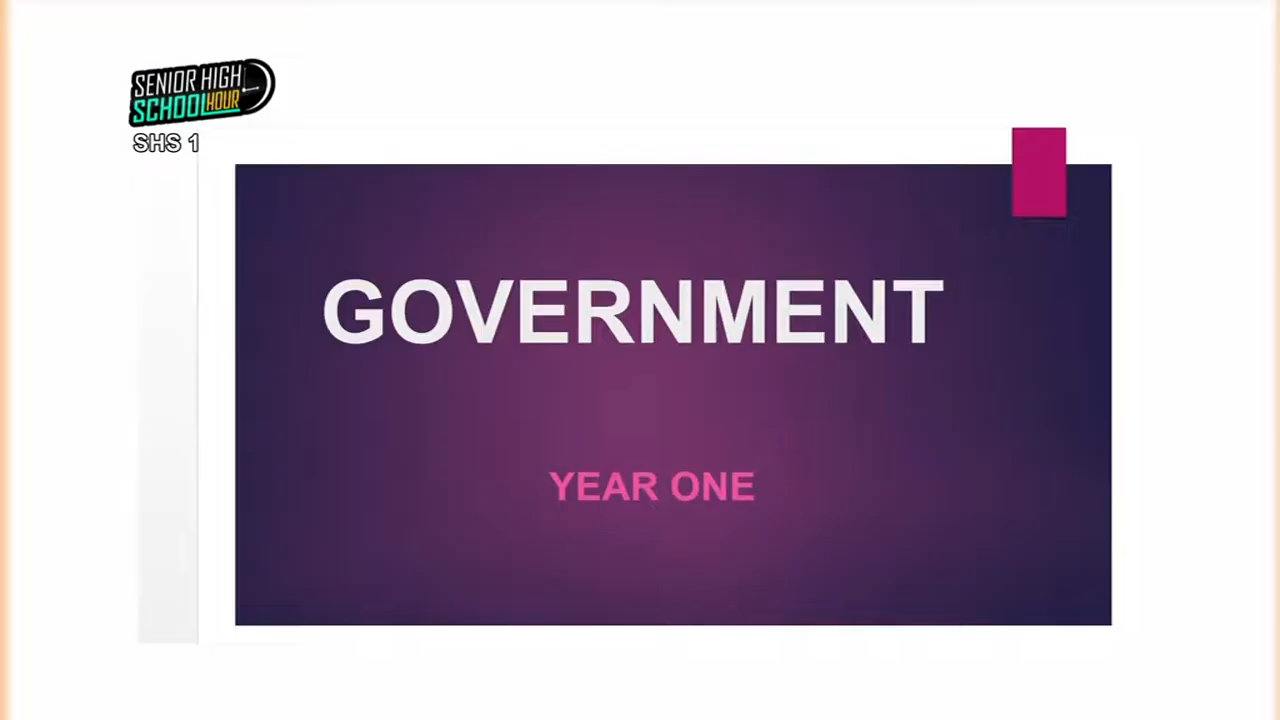 SENIOR HIGH
SCHOOL HOUR
SHS 1
GOVERNMENT
YEAR ONE